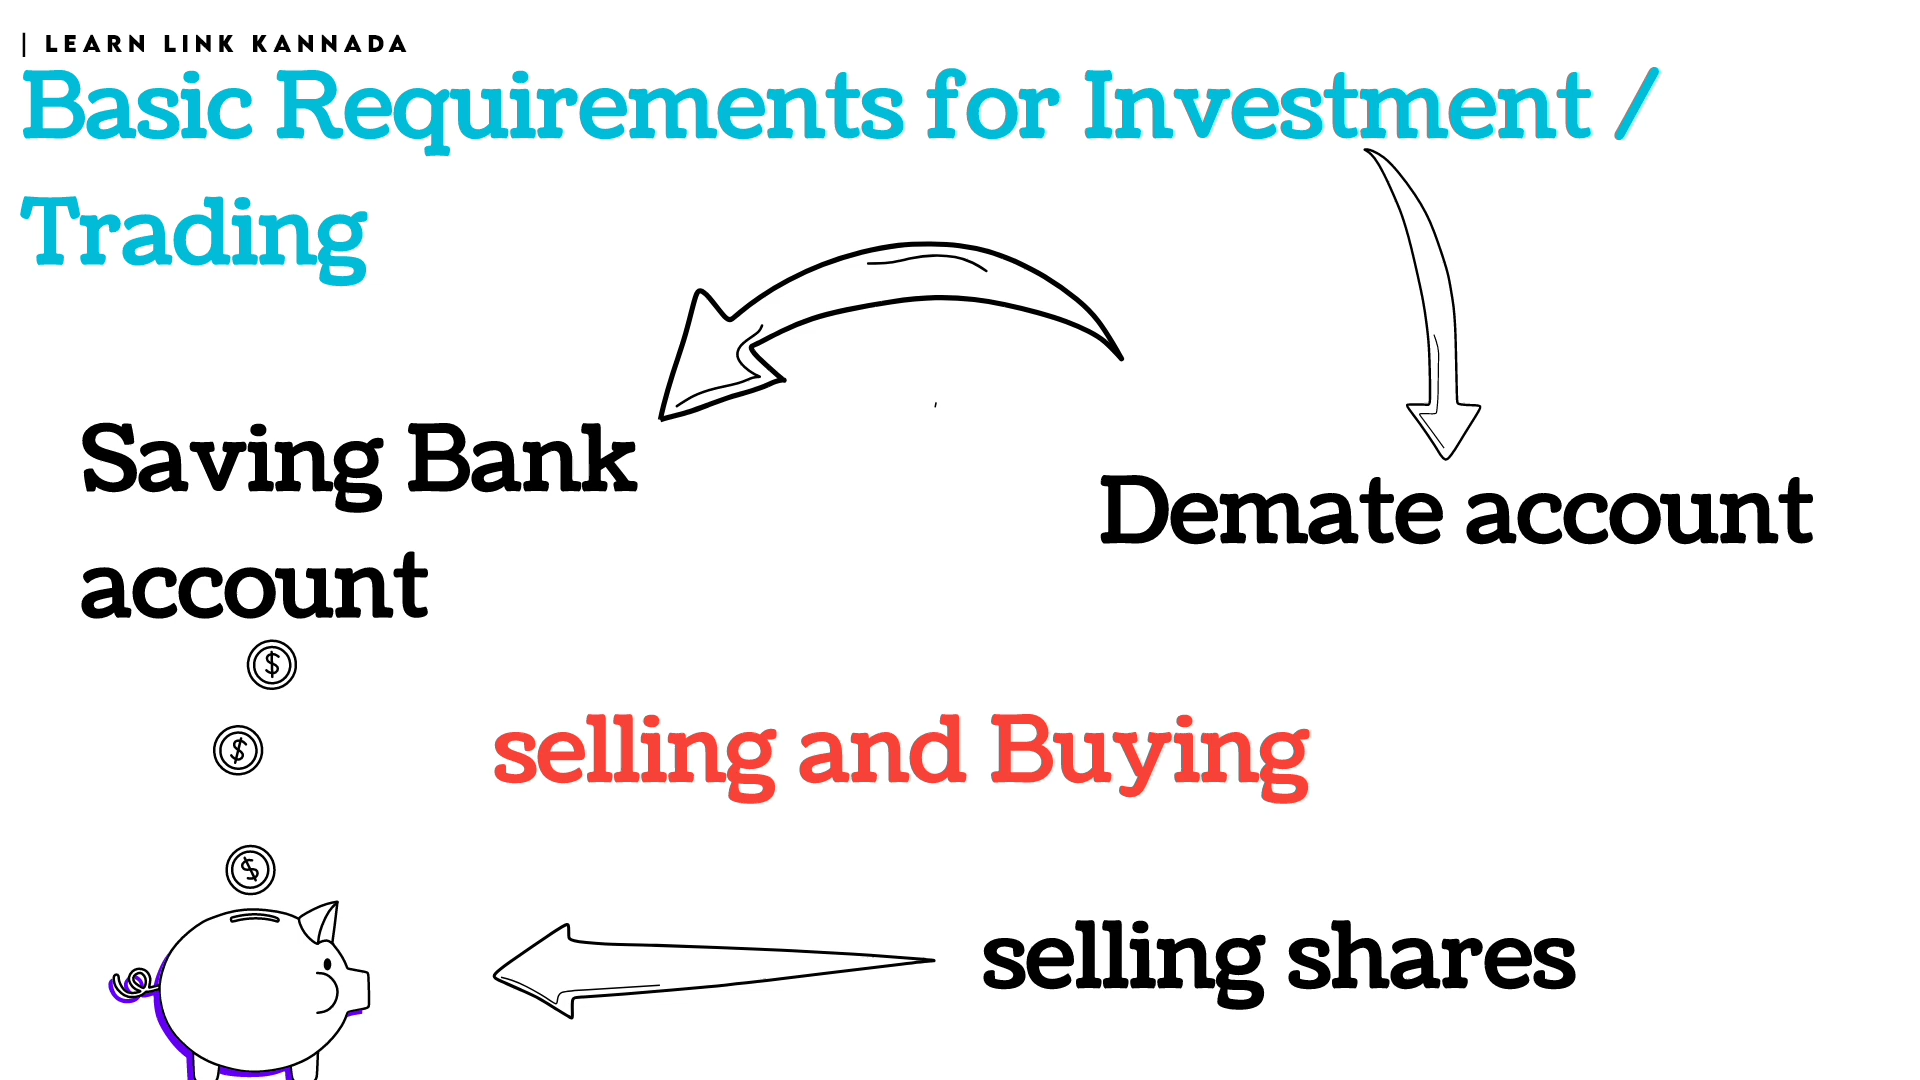 | LEARN LINK KANNADA
Basic Requirements for Investment /
Trading
Saving Bank
account
Demate account
selling and Buying
selling shares